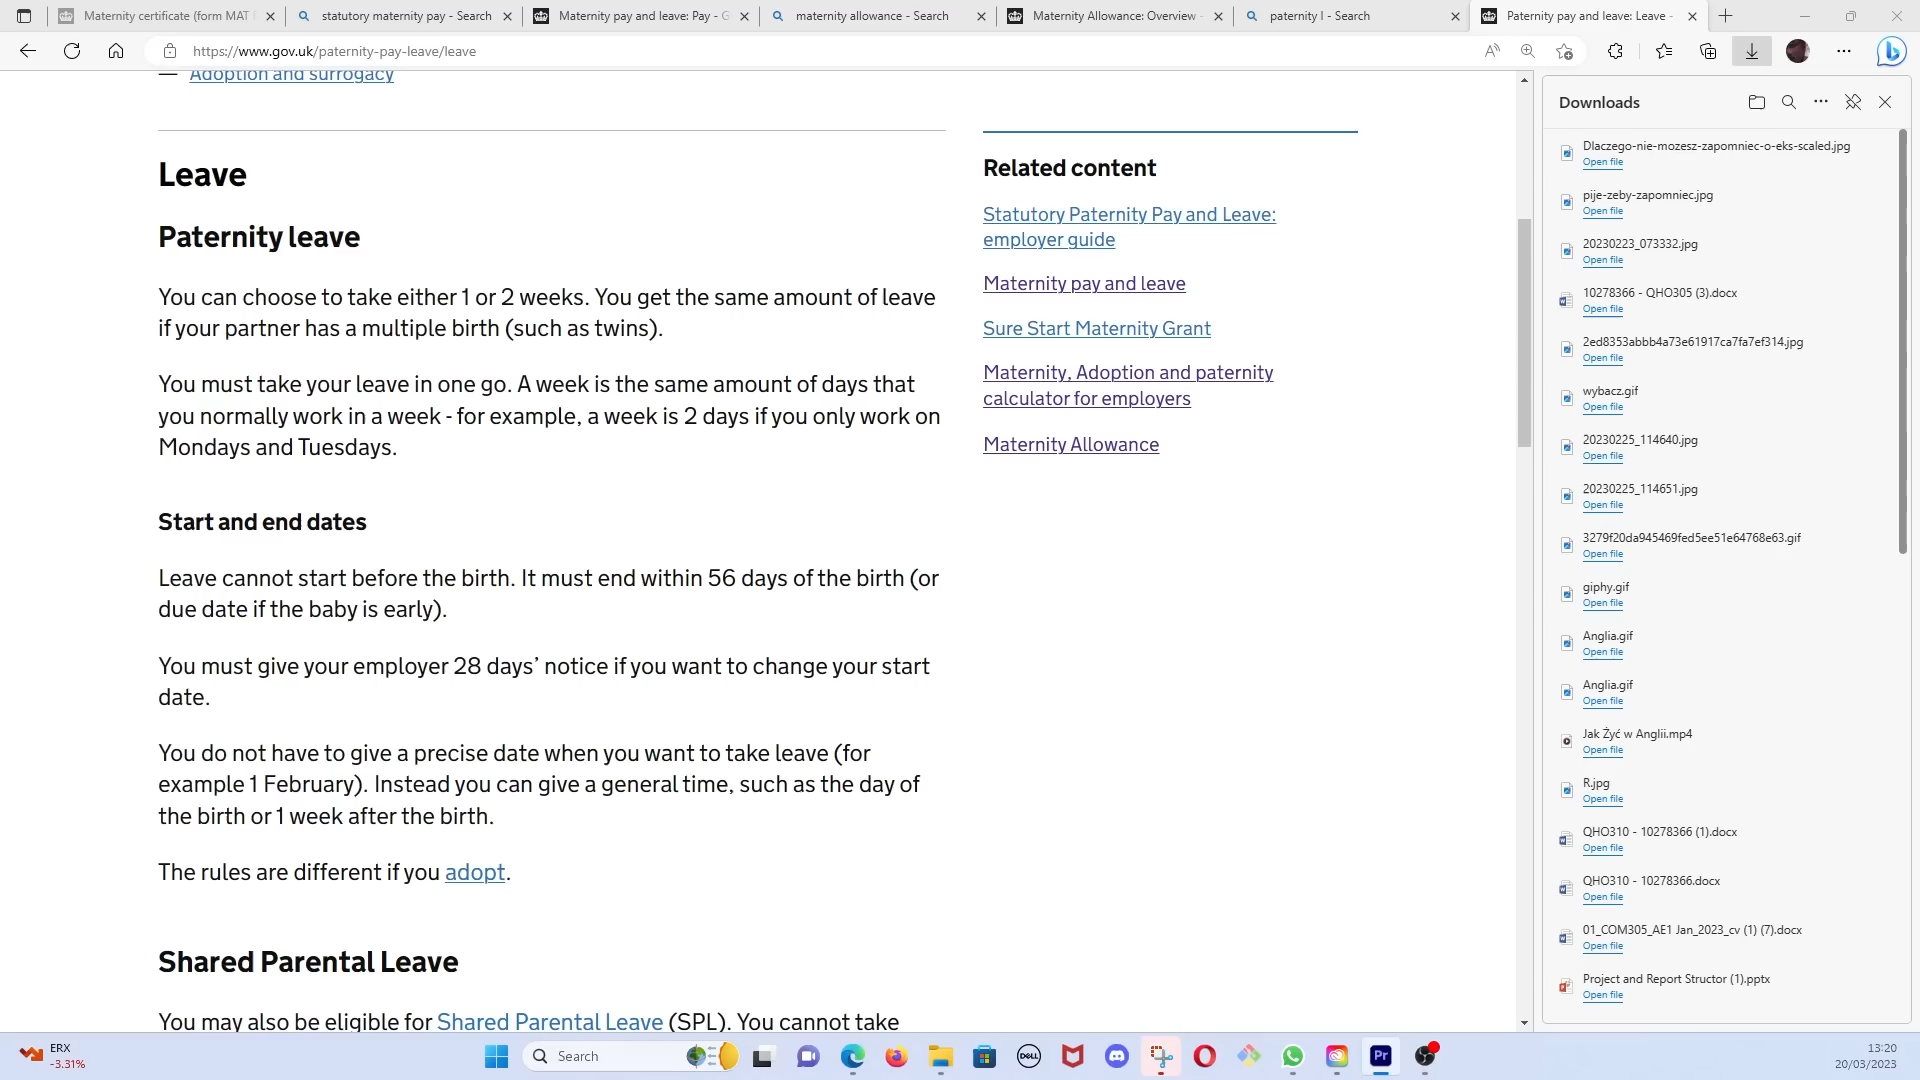 Maternity certificate (form MAT
statutory maternity pay - Search
Maternity pay and leave: Pay - G
maternity allowance - Search
Maternity Allowance: Overview -
paternity l - Search
Paternity pay and leave: Leave -
https://www.gov.uk/paternity-pay-leave/leave
— Adoption and surrogacy
Leave
Paternity leave
You can choose to take either 1 or 2 weeks. You get the same amount of leave
if your partner has a multiple birth (such as twins).
You must take your leave in one go. A week is the same amount of days that
you normally work in a week - for example, a week is 2 days if you only work on
Mondays and Tuesdays.
Start and end dates
Leave cannot start before the birth. It must end within 56 days of the birth (or
due date if the baby is early).
You must give your employer 28 days’ notice if you want to change your start
date.
You do not have to give a precise date when you want to take leave (for
example 1 February). Instead you can give a general time, such as the day of
the birth or 1 week after the birth.
The rules are different if you adopt.
Shared Parental Leave
You may also be eligible for Shared Parental Leave (SPL). You cannot take
Related content
Statutory Paternity Pay and Leave:
employer guide
Maternity pay and leave
Sure Start Maternity Grant
Maternity, Adoption and paternity
calculator for employers
Maternity Allowance
Downloads
Dlaczego-nie-mozesz-zapomniec-o-eks-scaled.jpg
Open file
pije-zeby-zapomniec.jpg
Open file
20230223_073332.jpg
Open file
10278366 - QHO305 (3).docx
Open file
2ed8353abbb4a73e61917ca7fa7ef314.jpg
Open file
wybacz.gif
Open file
20230225_114640.jpg
Open file
20230225_114651.jpg
Open file
3279f20da945469fed5ee51e64768e63.gif
Open file
giphy.gif
Open file
Anglia.gif
Open file
Anglia.gif
Open file
Jak Żyć w Anglii.mp4
Open file
R.jpg
Open file
QHO310 - 10278366 (1).docx
Open file
QHO310 - 10278366.docx
Open file
01_COM305_AE1 Jan_2023_cv (1) (7).docx
Open file
Project and Report Structor (1).pptx
Open file
ERX
-3.31%
Search
DELL
Pr
13:20
20/03/2023